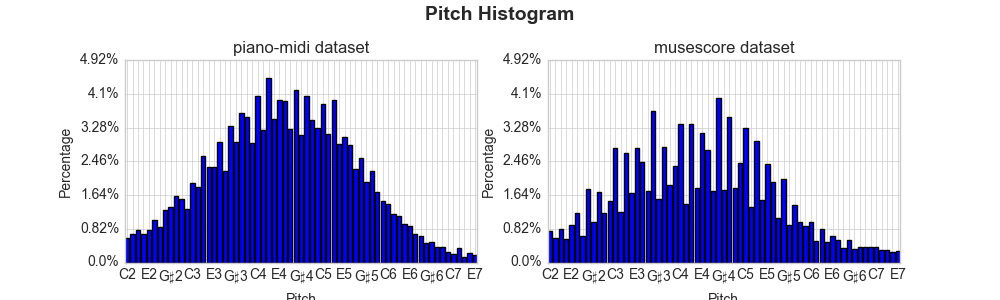 Pitch Histogram
piano-midi dataset
4.92%
4.1%
3.28%
2.46%
1.64%
0.82%
0.0%
Percentage
C2 E2 G♯2 C3 E3 G♯3 C4 E4 G♯4 C5 E5 G♯5 C6 E6 G♯6 C7 E7
Pitch
musescore dataset
4.92%
4.1%
3.28%
2.46%
1.64%
0.82%
0.0%
Percentage
C2 E2 G♯2 C3 E3 G♯3 C4 E4 G♯4 C5 E5 G♯5 C6 E6 G♯6 C7 E7
Pitch